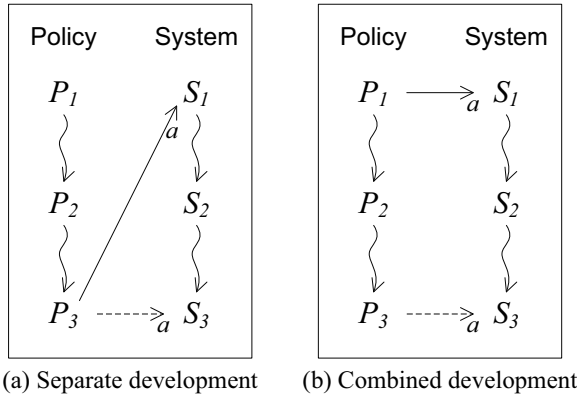 Policy System Policy System
P1 S1 P1 a S1
a
P2 S2 P2 S2
P3 a S3 P3 a S3
(a) Separate development (b) Combined development